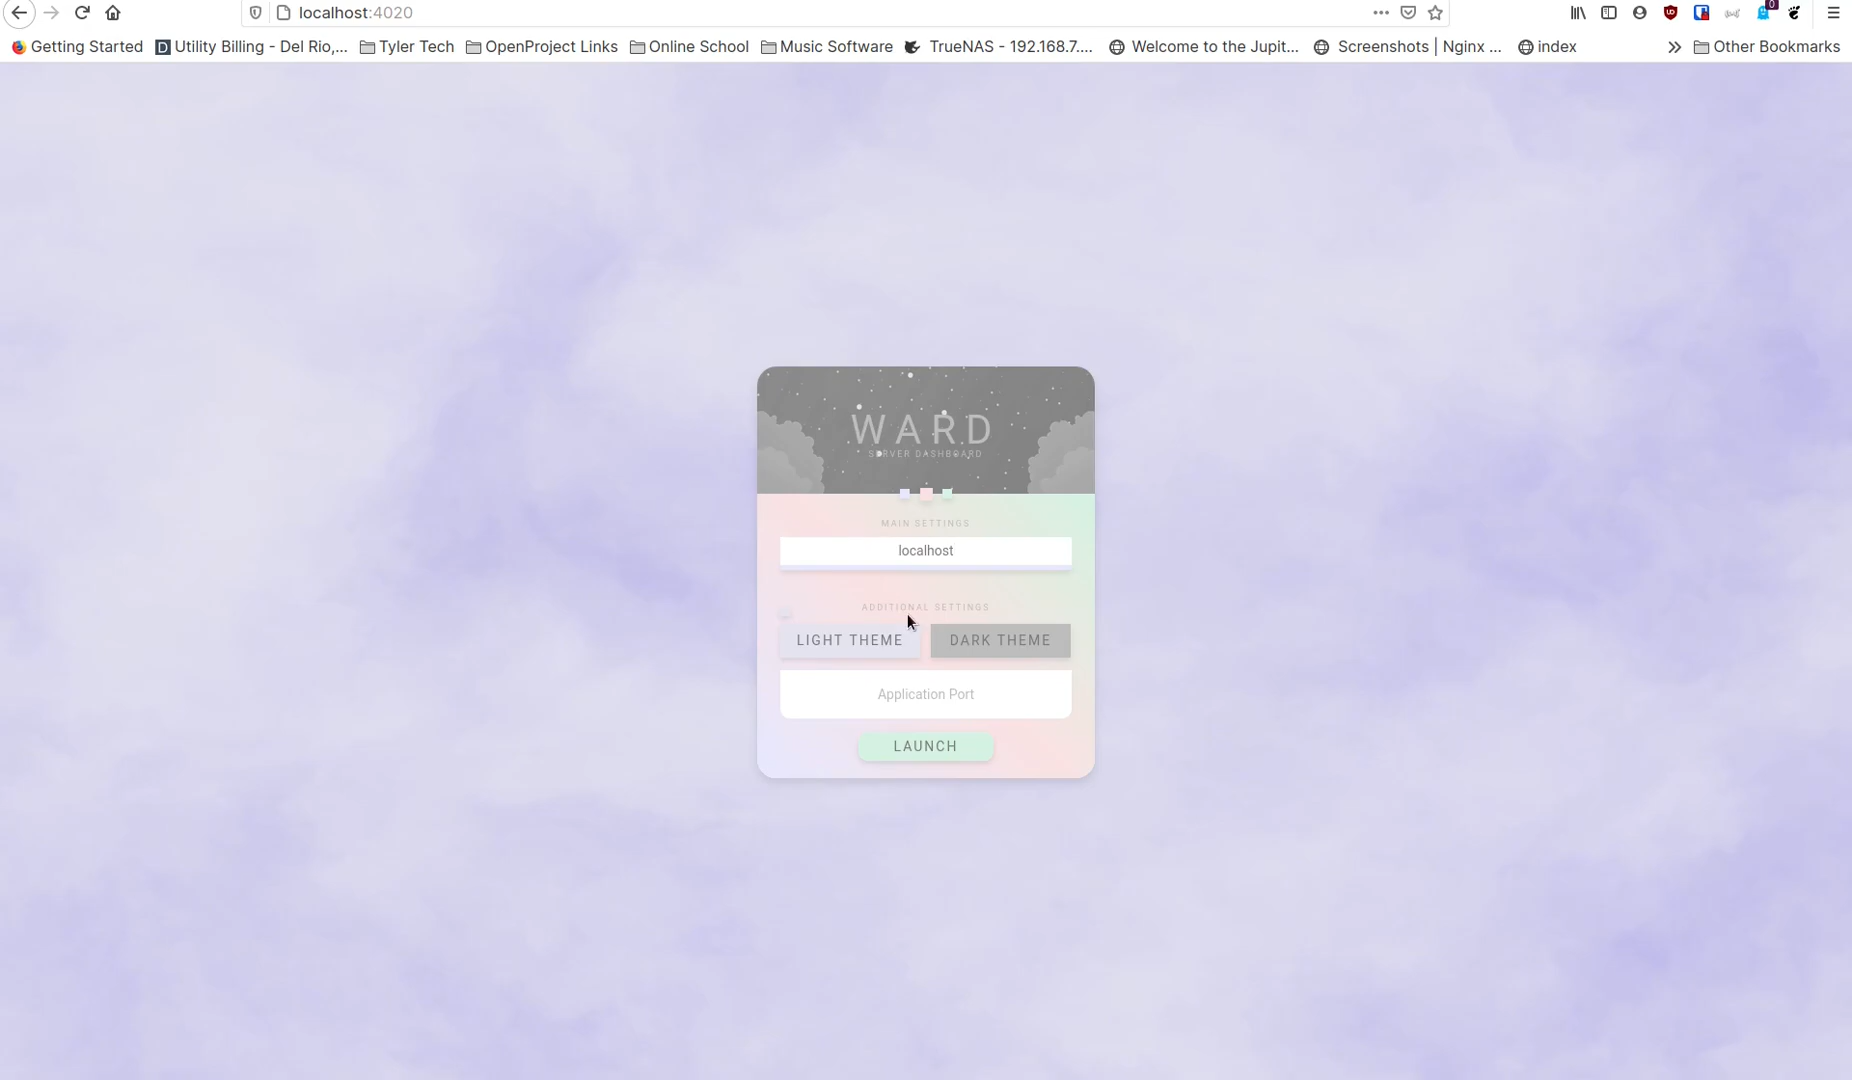 localhost:4020
0
Getting Started Utility Billing - Del Rio,... Tyler Tech OpenProject Links Online School Music Software TrueNAS - 192.168.7.... Welcome to the Jupit... Screenshots | Nginx ... index Other Bookmarks
WARD
SERVER DASHBOARD
MAIN SETTINGS
localhost
ADDITIONAL SETTINGS
LIGHT THEME DARK THEME
Application Port
LAUNCH